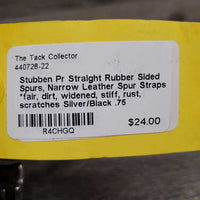 The Tack Collector
440728-22
Stubben Pr Straight Rubber Sided
Spurs, Narrow Leather Spur Straps
*fair, dirt, widened, stiff, rust,
scratches Silver/Black .75
R4CHGQ
$24.00